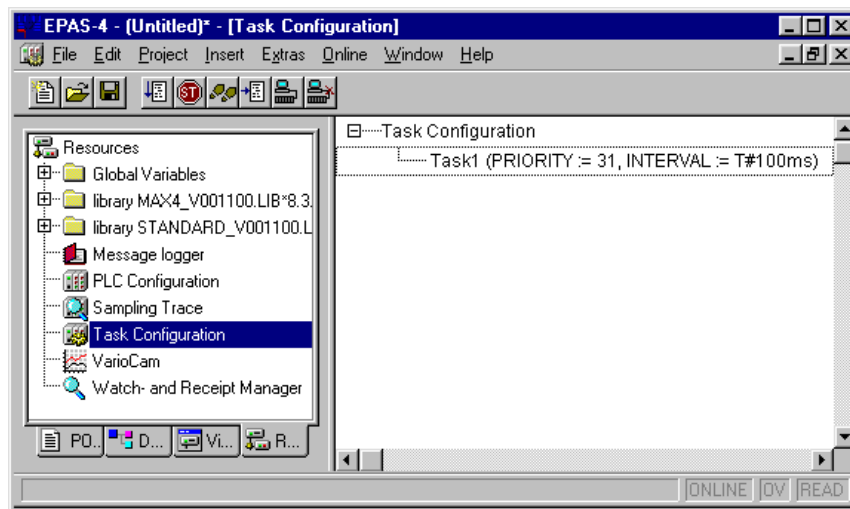 EPAS-4 - (Untitled)* - [Task Configuration]
File Edit Project Insert Extras Online Window Help
ST
Resources
Global Variables
library MAX4_V001100.LIB*8.3.
library STANDARD_V001100.L
Message logger
PLC Configuration
Sampling Trace
Task Configuration
VarioCam
Watch- and Receipt Manager
PO.. D... Vi... R...
Task Configuration
Task1 (PRIORITY := 31, INTERVAL := T#100ms)
ONLINE OV READ